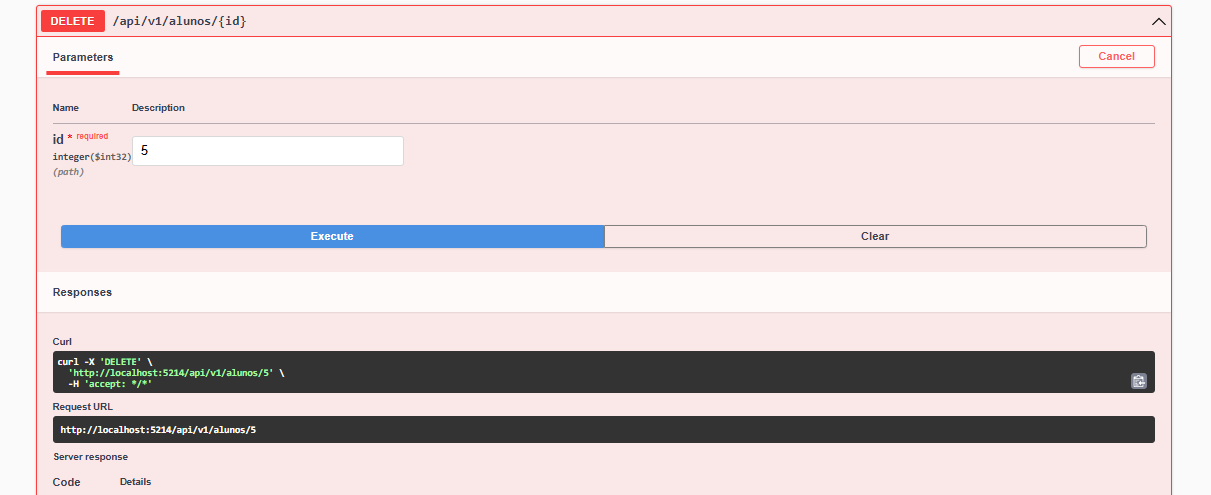 DELETE /api/v1/alunos/{id}
Parameters
Cancel
Name Description
id * required
integer($int32)
(path)
5
Execute Clear
Responses
Curl
curl -X 'DELETE' \
  'http://localhost:5214/api/v1/alunos/5' \
  -H 'accept: */*'
Request URL
http://localhost:5214/api/v1/alunos/5
Server response
Code Details